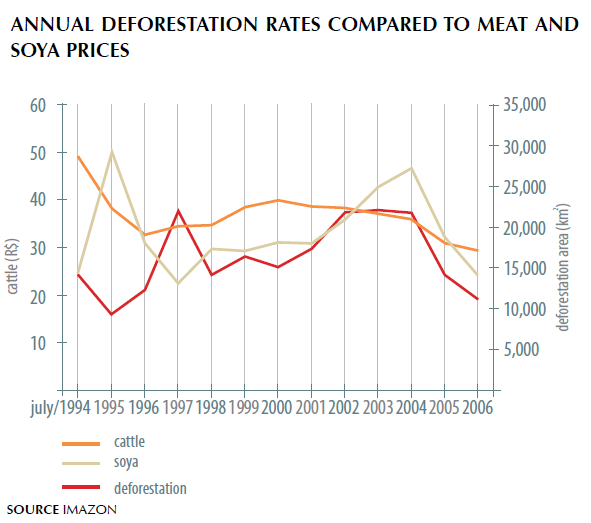 ANNUAL DEFORESTATION RATES COMPARED TO MEAT AND
SOYA PRICES
60
50
40
30
20
10
cattle (R$)
35,000
30,000
25,000
20,000
15,000
10,000
5,000
deforestation area (km²)
july/1994 1995 1996 1997 1998 1999 2000 2001 2002 2003 2004 2005 2006
cattle
soya
deforestation
SOURCE IMAZON